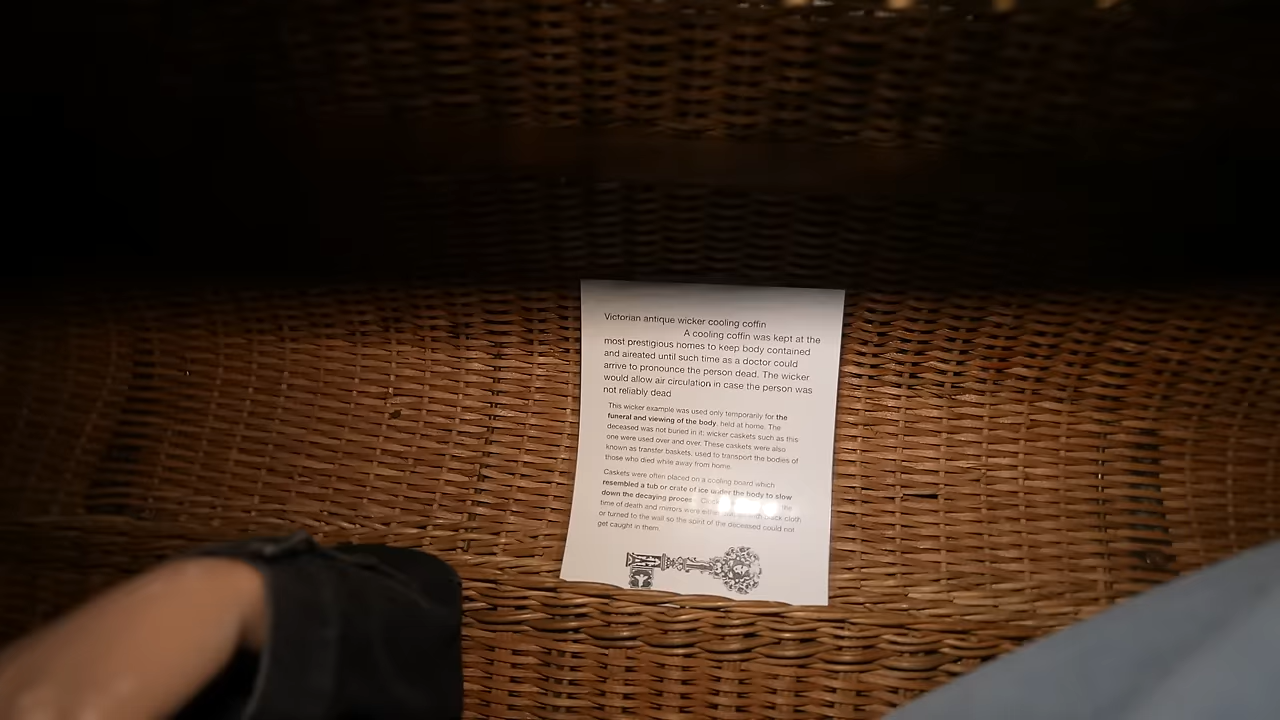 Victorian antique wicker cooling coffin
A cooling coffin was kept at the
most prestigious homes to keep body contained
and aireated until such time as a doctor could
arrive to pronounce the person dead. The wicker
would allow air circulation in case the person was
not reliably dead
This wicker example was used only temporarily for the
funeral and viewing of the body, held at home. The
deceased was not buried in it; wicker caskets such as this
one were used over and over. These caskets were also
known as transfer baskets, used to transport the bodies of
those who died while away from home.
Caskets were often placed on a cooling board which
resembled a tub or crate of ice under the body to slow
down the decaying process
time of death and mirrors were cloth
or turned to the wall so the spirit of the deceased could not
get caught in them.